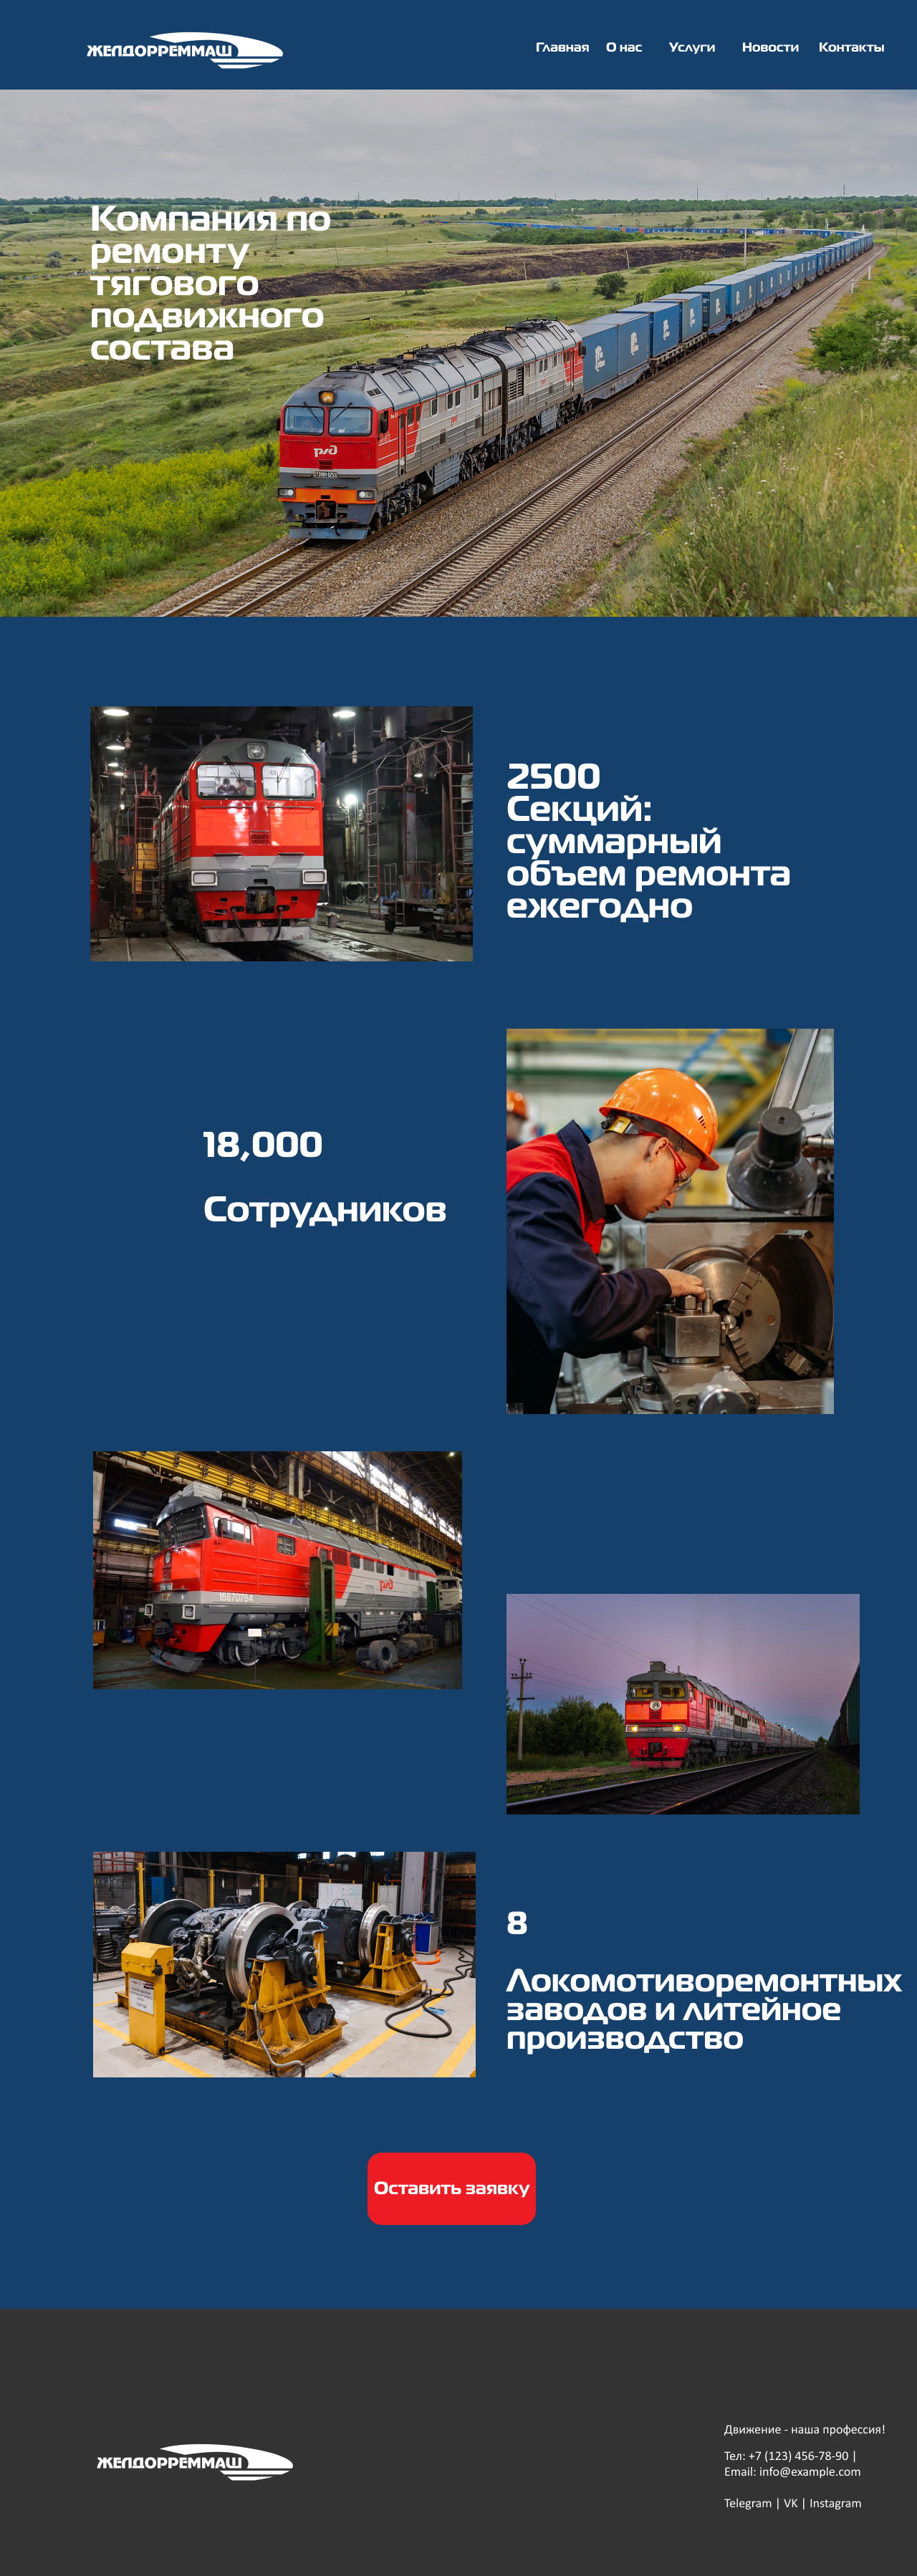 ЖЕЛДОРРЕММАШ
Главная О нас Услуги Новости Контакты
Компания по
ремонту
тягового
подвижного
состава
ржд
2500
Секций:
суммарный
объем ремонта
ежегодно
18,000
Сотрудников
ржд
8
Локомотиворемонтных
заводов и литейное
производство
Оставить заявку
ЖЕЛДОРРЕММАШ
Движение - наша профессия!
Тел: +7 (123) 456-78-90 |
Email: info@example.com
Telegram | VK | Instagram